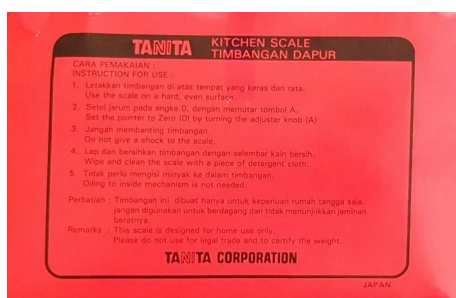 TANITA KITCHEN SCALE
TIMBANGAN DAPUR
CARA PEMAKAIAN :
INSTRUCTION FOR USE :
1. Letakkan timbangan di atas tempat yang keras dan rata.
Use the scale on a hard, even surface.
2. Setel jarum pada angka 0, dengan memutar tombol A.
Set the pointer to Zero (0) by turning the adjuster knob (A)
3. Jangan membanting timbangan.
Do not give a shock to the scale.
4. Lap dan bersihkan timbangan dengan selembar kain bersih.
Wipe and clean the scale with a piece of detergent cloth.
5. Tidak perlu mengisi minyak ke dalam timbangan.
Oiling to inside mechanism is not needed.
Perhatian : Timbangan ini dibuat hanya untuk keperluan rumah tangga saja.
jangan digunakan untuk berdagang dan tidak menunjukkan jaminan
beratnya.
Remarks : This scale is designed for home use only.
Please do not use for legal trade and to certify the weight.
TANITA CORPORATION
JAPAN